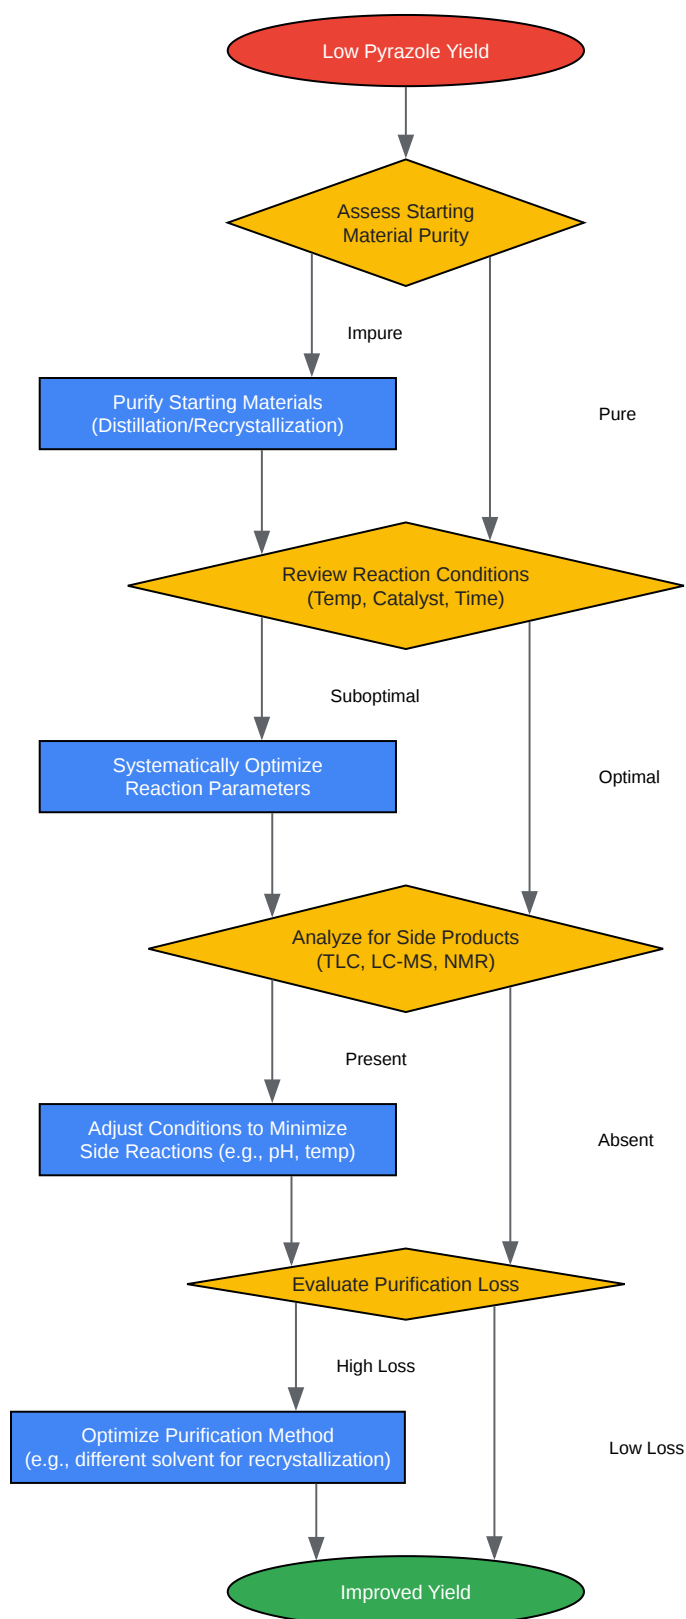 Low Pyrazole Yield
Assess Starting
Material Purity
Impure
Purify Starting Materials
(Distillation/Recrystallization)
Pure
Review Reaction Conditions
(Temp, Catalyst, Time)
Suboptimal
Systematically Optimize
Reaction Parameters
Optimal
Analyze for Side Products
(TLC, LC-MS, NMR)
Present
Adjust Conditions to Minimize
Side Reactions (e.g., pH, temp)
Absent
Evaluate Purification Loss
High Loss
Optimize Purification Method
(e.g., different solvent for recrystallization)
Low Loss
Improved Yield